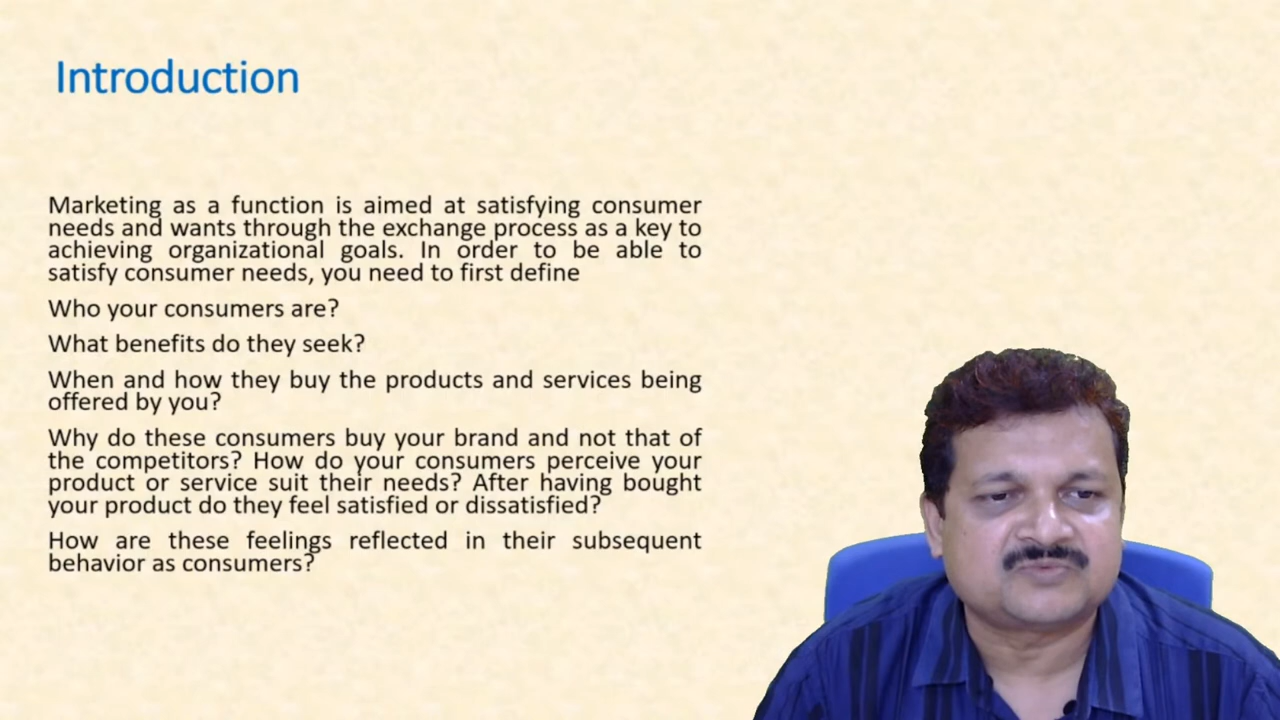 Introduction
Marketing as a function is aimed at satisfying consumer
needs and wants through the exchange process as a key to
achieving organizational goals. In order to be able to
satisfy consumer needs, you need to first define
Who your consumers are?
What benefits do they seek?
When and how they buy the products and services being
offered by you?
Why do these consumers buy your brand and not that of
the competitors? How do your consumers perceive your
product or service suit their needs? After having bought
your product do they feel satisfied or dissatisfied?
How are these feelings reflected in their subsequent
behavior as consumers?